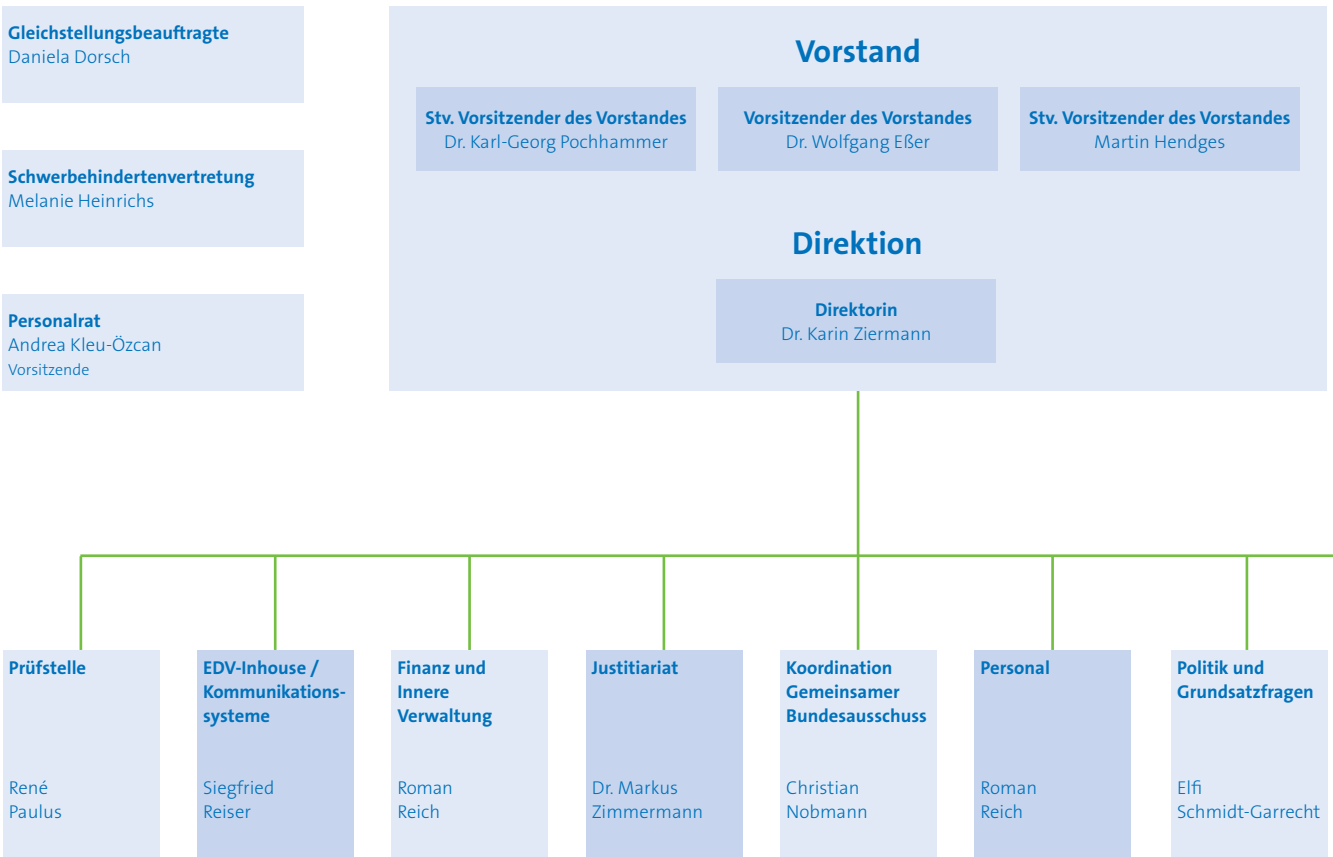 Gleichstellungsbeauftragte
Daniela Dorsch
Schwerbehindertenvertretung
Melanie Heinrichs
Personalrat
Andrea Kleu-Özcan
Vorsitzende
Vorstand
Stv. Vorsitzender des Vorstandes
Dr. Karl-Georg Pochhammer
Vorsitzender des Vorstandes
Dr. Wolfgang Eßer
Stv. Vorsitzender des Vorstandes
Martin Hendges
Direktion
Direktorin
Dr. Karin Ziermann
Prüfstelle
René
Paulus
EDV-Inhouse /
Kommunikations-
systeme
Siegfried
Reiser
Finanz und
Innere
Verwaltung
Roman
Reich
Justitiariat
Dr. Markus
Zimmermann
Koordination
Gemeinsamer
Bundesausschuss
Christian
Nobmann
Personal
Roman
Reich
Politik und
Grundsatzfragen
Elfi
Schmidt-Garrecht